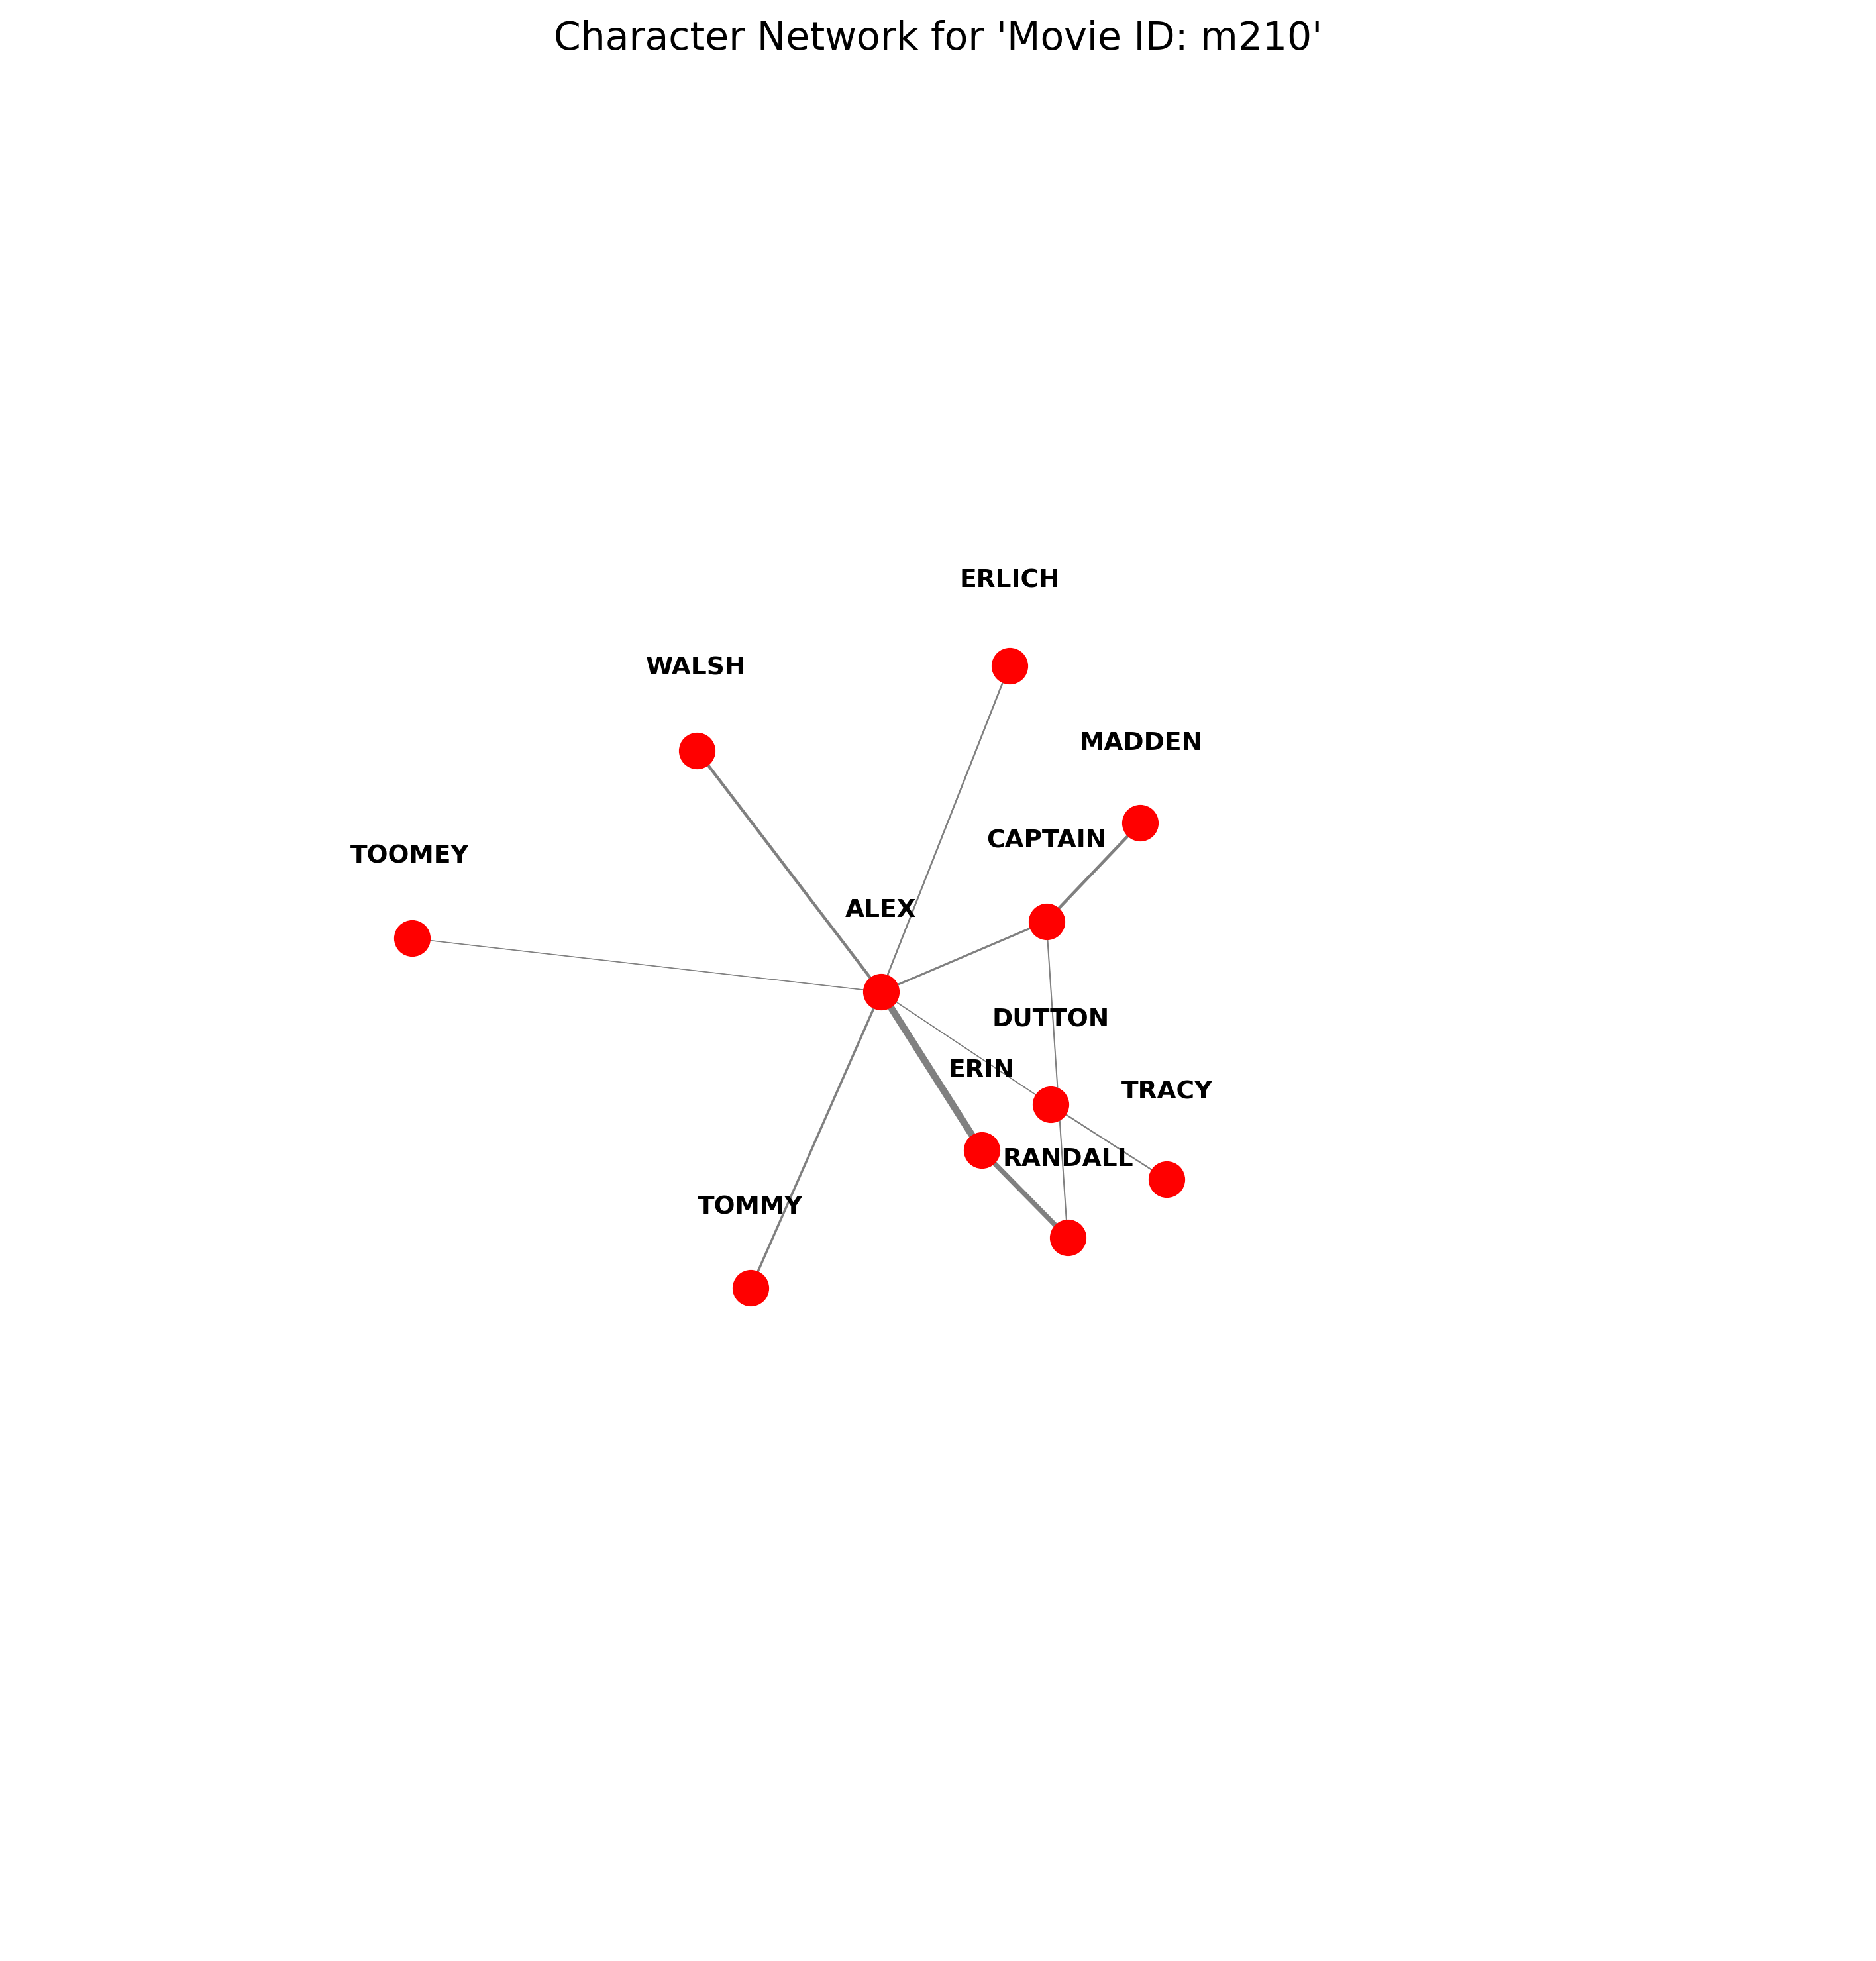 Character Network for 'Movie ID: m210'
ERLICH
WALSH
MADDEN
CAPTAIN
TOOMEY
ALEX
DUTTON
ERIN
TRACY
RANDALL
TOMMY